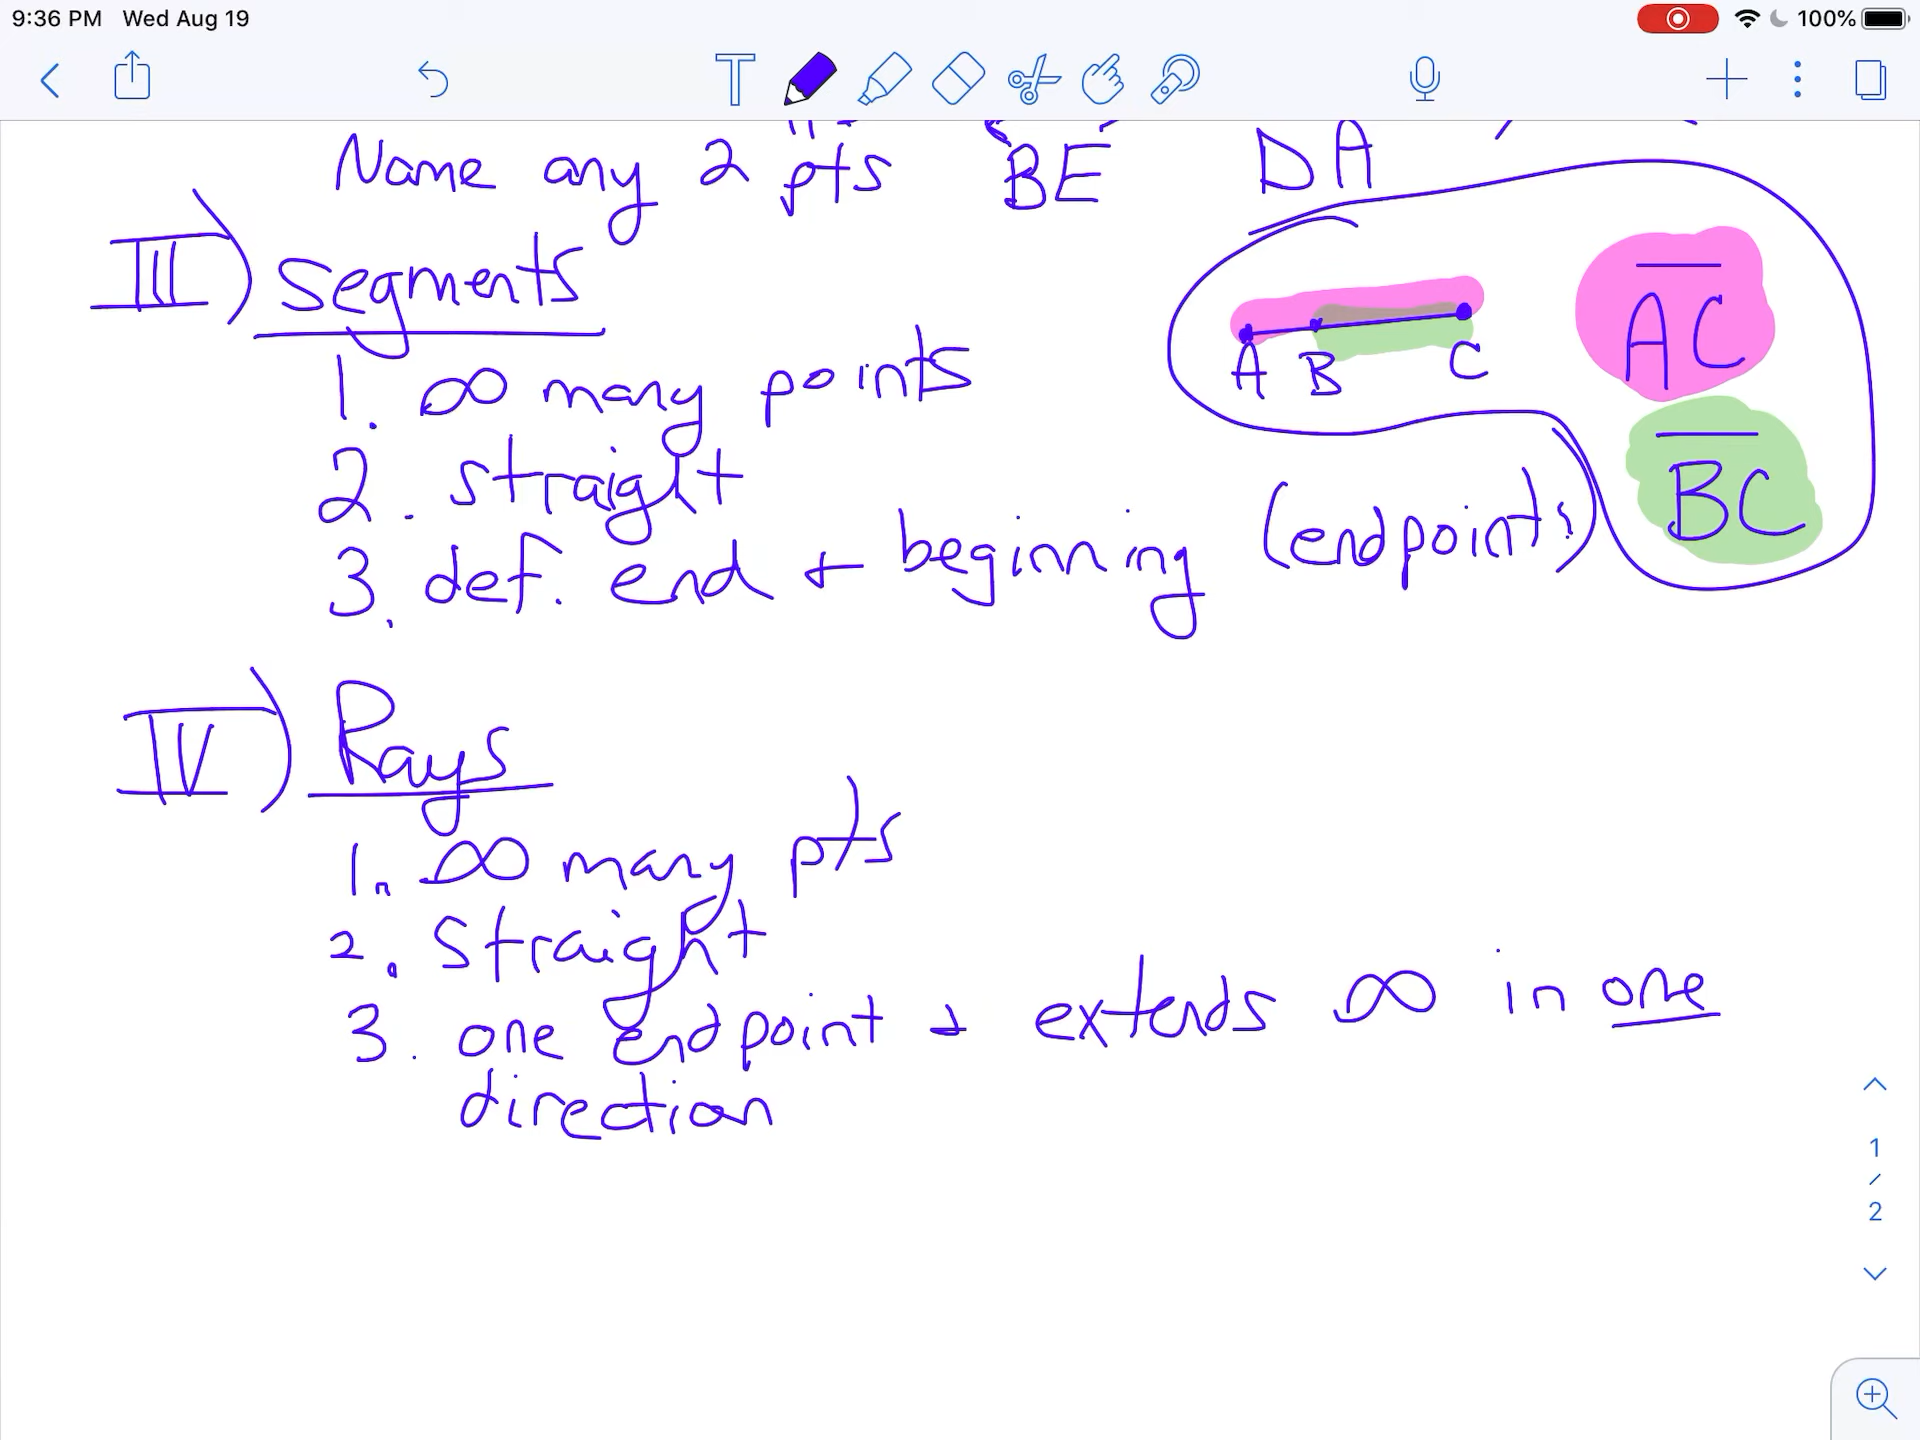 9:36 PM Wed Aug 19
100%
T
Name any 2 pts BE DA
III) Segments
A B C
AC
BC
1. ∞ many points
2. straight
3. def. end + beginning (endpoints)
IV) Rays
1. ∞ many pts
2. straight
3. one endpoint + extends ∞ in one
direction
1
/
2